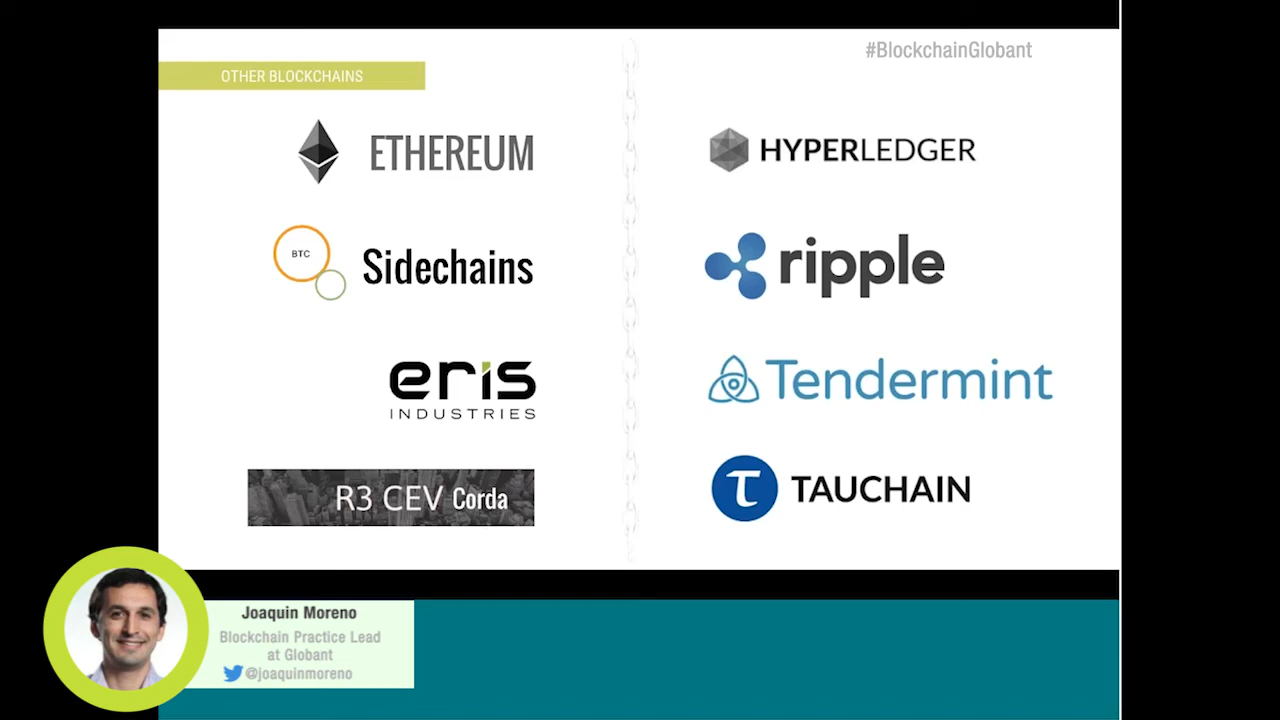 #BlockchainGlobant
OTHER BLOCKCHAINS
ETHEREUM
BTC
Sidechains
eris
INDUSTRIES
R3 CEV Corda
HYPERLEDGER
ripple
Tendermint
τ TAUCHAIN
Joaquin Moreno
Blockchain Practice Lead
at Globant
@joaquinmoreno